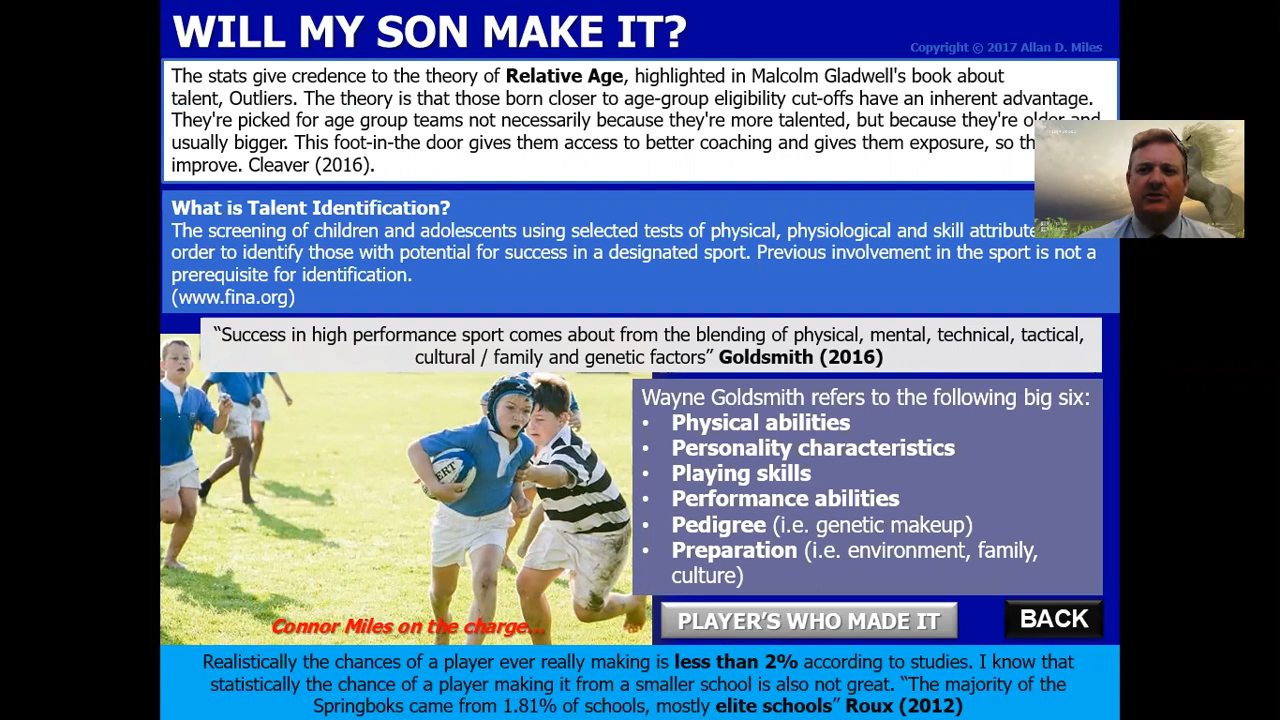 WILL MY SON MAKE IT?
Copyright © 2017 Allan D. Miles
The stats give credence to the theory of Relative Age, highlighted in Malcolm Gladwell's book about
talent, Outliers. The theory is that those born closer to age-group eligibility cut-offs have an inherent advantage.
They're picked for age group teams not necessarily because they're more talented, but because they're older and
usually bigger. This foot-in-the door gives them access to better coaching and gives them exposure, so
improve. Cleaver (2016).
What is Talent Identification?
The screening of children and adolescents using selected tests of physical, physiological and skill
order to identify those with potential for success in a designated sport. Previous involvement in the sport is not a
prerequisite for identification.
(www.fina.org)
“Success in high performance sport comes about from the blending of physical, mental, technical, tactical,
cultural / family and genetic factors” Goldsmith (2016)
Wayne Goldsmith refers to the following big six:
• Physical abilities
• Personality characteristics
• Playing skills
• Performance abilities
• Pedigree (i.e. genetic makeup)
• Preparation (i.e. environment, family,
culture)
ERT
Connor Miles on the charge...
PLAYER'S WHO MADE IT
BACK
Realistically the chances of a player ever really making is less than 2% according to studies. I know that
statistically the chance of a player making it from a smaller school is also not great. “The majority of the
Springboks came from 1.81% of schools, mostly elite schools” Roux (2012)